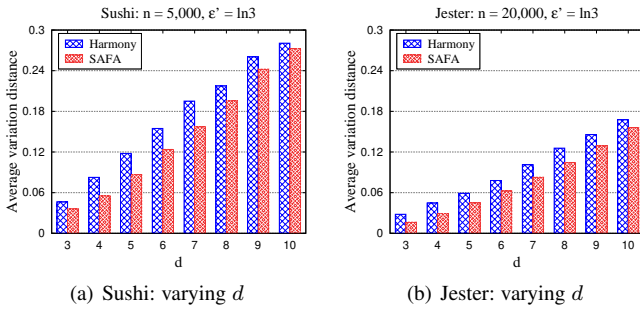 Sushi: n = 5,000, ε' = ln3
Average variation distance
0.3
0.24
0.18
0.12
0.06
0
Harmony
SAFA
3 4 5 6 7 8 9 10
d
(a) Sushi: varying d
Jester: n = 20,000, ε' = ln3
Average variation distance
0.3
0.24
0.18
0.12
0.06
0
Harmony
SAFA
3 4 5 6 7 8 9 10
d
(b) Jester: varying d